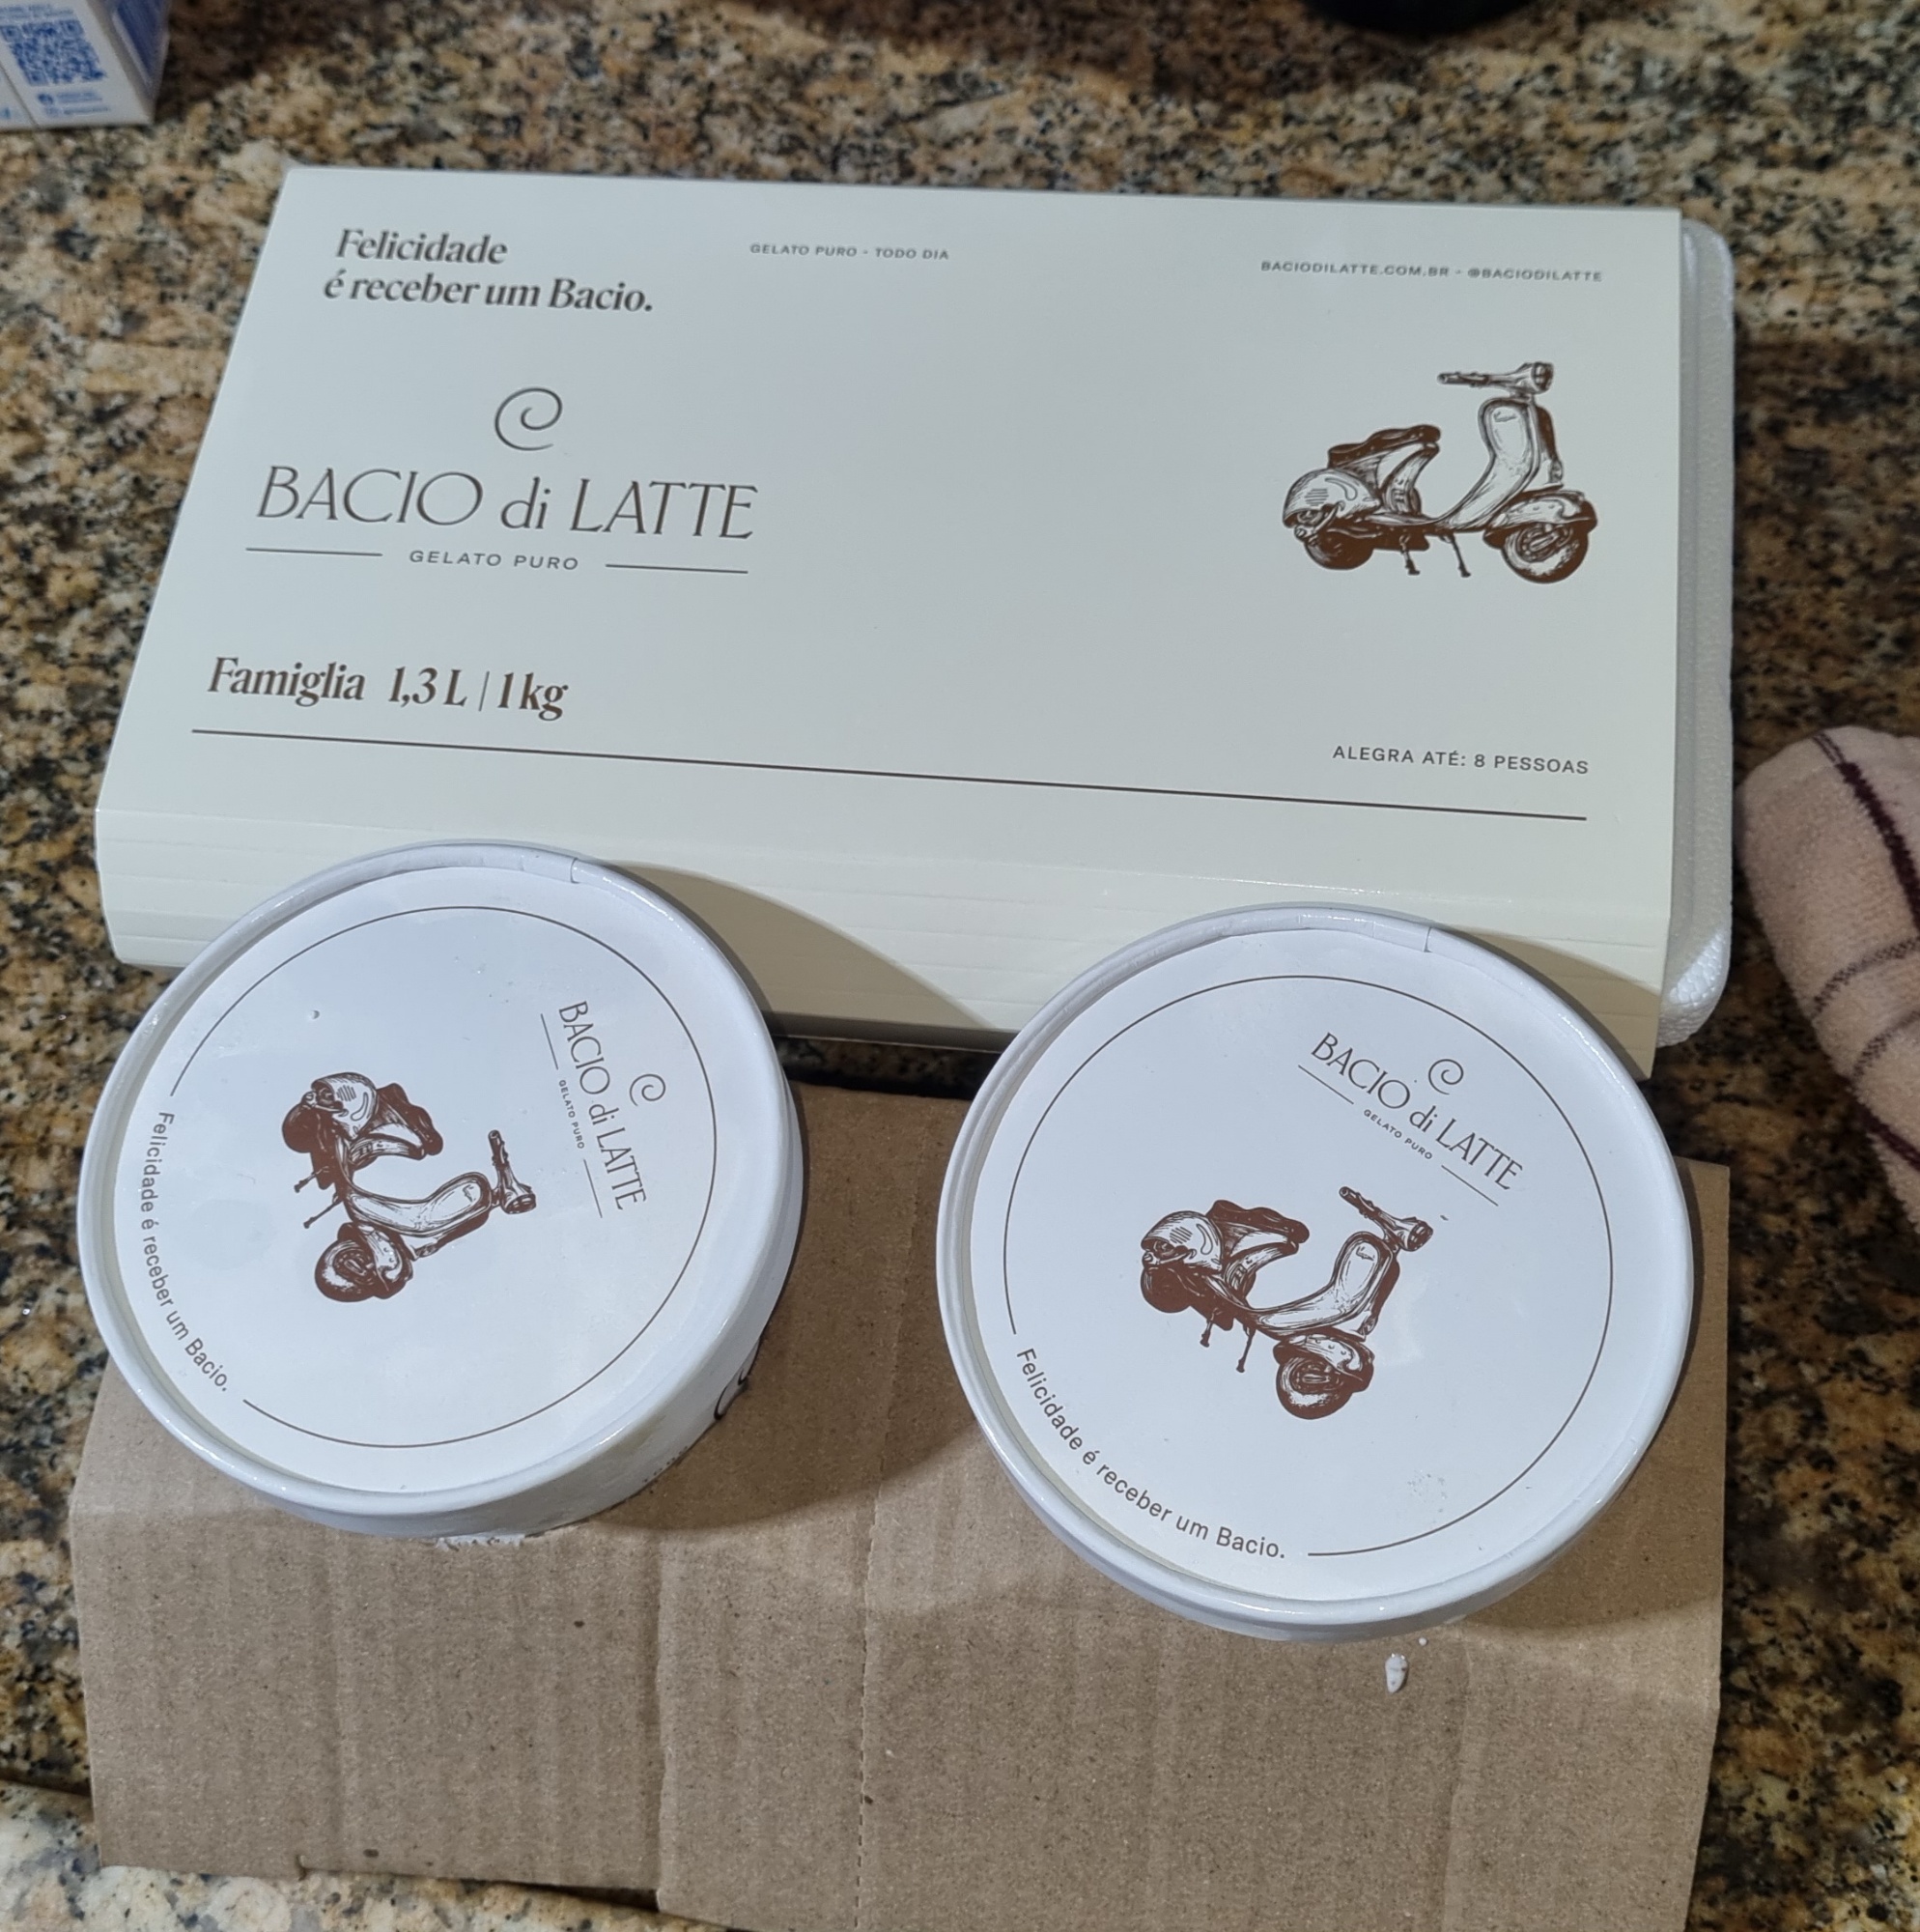 Felicidade
é receber um Bacio.
GELATO PURO - TODO DIA
BACIODILATTE.COM.BR - @BACIODILATTE
BACIO di LATTE
GELATO PURO
Famiglia 1,3 L | 1 kg
ALEGRA ATÉ: 8 PESSOAS
BACIO di LATTE
GELATO PURO
Felicidade é receber um Bacio.
BACIO di LATTE
GELATO PURO
Felicidade é receber um Bacio.